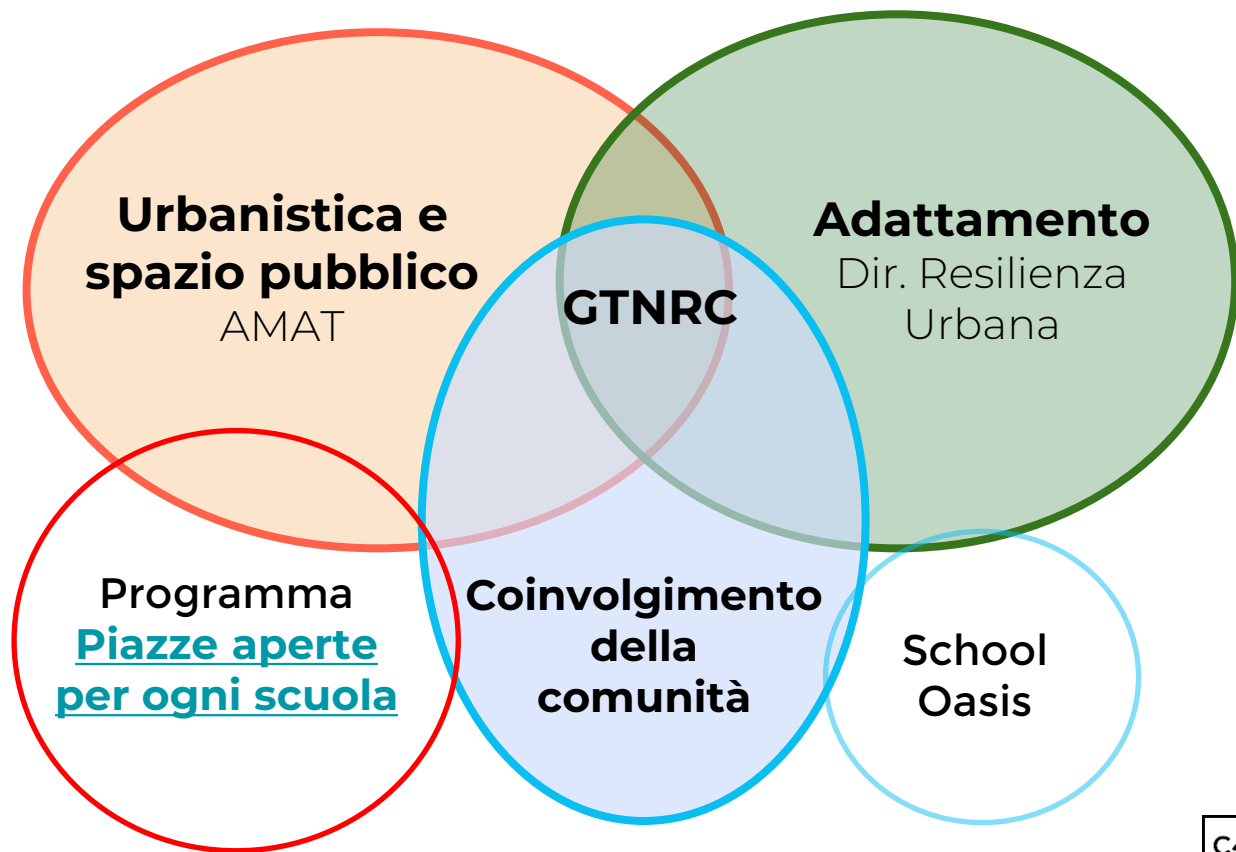 Urbanistica e
spazio pubblico
AMAT
Adattamento
Dir. Resilienza
Urbana
GTNRC
Programma
Piazze aperte
per ogni scuola
Coinvolgimento
della
comunità
School
Oasis